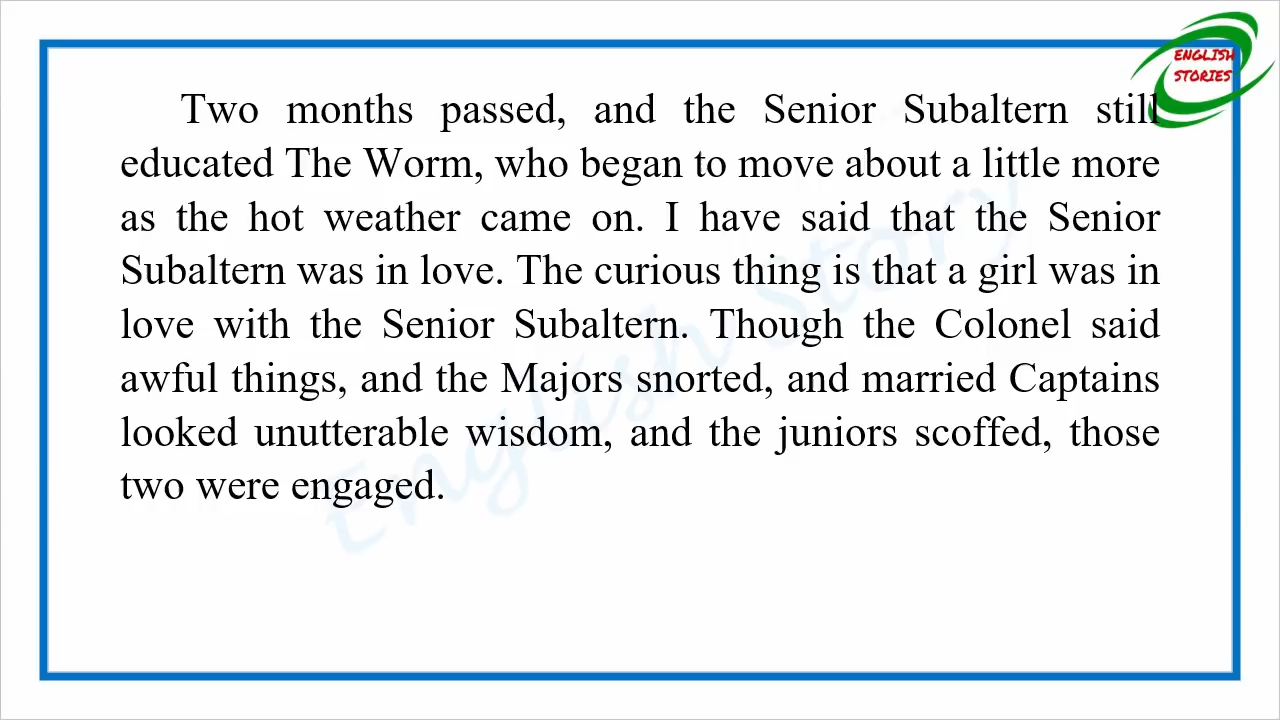 ENGLISH
STORIES
Two months passed, and the Senior Subaltern still
educated The Worm, who began to move about a little more
as the hot weather came on. I have said that the Senior
Subaltern was in love. The curious thing is that a girl was in
love with the Senior Subaltern. Though the Colonel said
awful things, and the Majors snorted, and married Captains
looked unutterable wisdom, and the juniors scoffed, those
two were engaged.
English Story